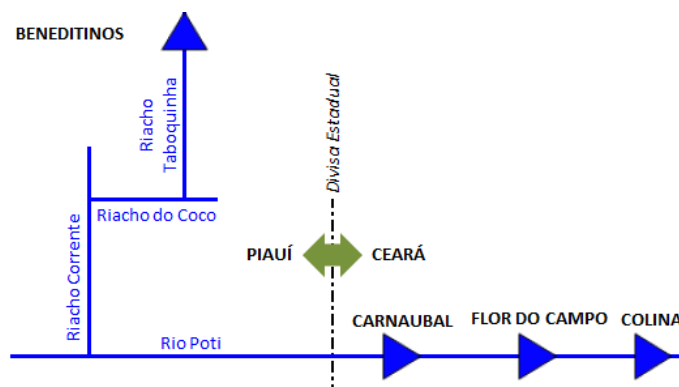 BENEDITINOS
Riacho
Taboquinha
Divisa Estadual
Riacho do Coco
Riacho Corrente
PIAUÍ
CEARÁ
CARNAUBAL
FLOR DO CAMPO
COLINA
Rio Poti